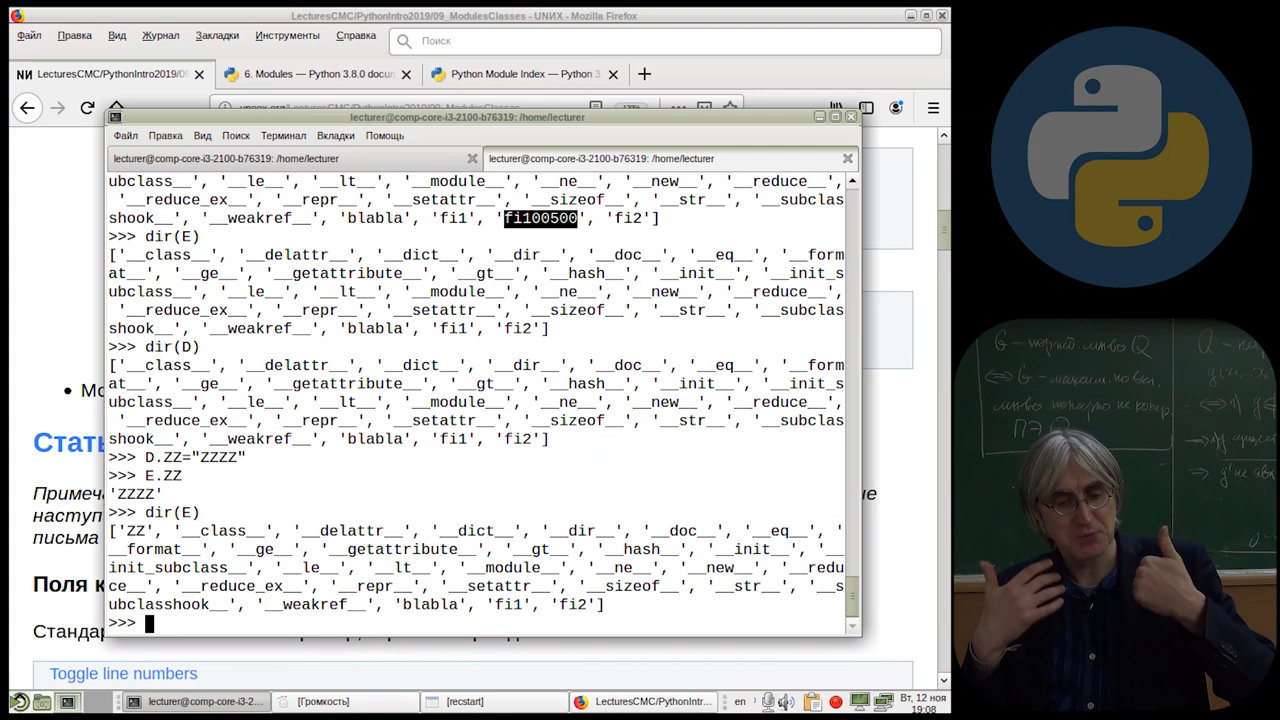 LecturesCMC/PythonIntro2019/09_ModulesClasses - UNИX - Mozilla Firefox
Файл Правка Вид Журнал Закладки Инструменты Справка Поиск
LecturesCMC/PythonIntro2019/0
6. Modules — Python 3.8.0 docu
Python Module Index — Python 3.
lecturer@comp-core-i3-2100-b76319: /home/lecturer
Файл Правка Вид Поиск Терминал Вкладки Помощь
lecturer@comp-core-i3-2100-b76319: /home/lecturer
lecturer@comp-core-i3-2100-b76319: /home/lecturer
ubclass__', '__le__', '__lt__', '__module__', '__ne__', '__new__', '__reduce__',
'__reduce_ex__', '__repr__', '__setattr__', '__sizeof__', '__str__', '__subclas
shook__', '__weakref__', 'blabla', 'fi1', 'fi100500', 'fi2']
>>> dir(E)
['__class__', '__delattr__', '__dict__', '__dir__', '__doc__', '__eq__', '__form
at__', '__ge__', '__getattribute__', '__gt__', '__hash__', '__init__', '__init_s
ubclass__', '__le__', '__lt__', '__module__', '__ne__', '__new__', '__reduce__',
'__reduce_ex__', '__repr__', '__setattr__', '__sizeof__', '__str__', '__subclas
shook__', '__weakref__', 'blabla', 'fi1', 'fi2']
>>> dir(D)
['__class__', '__delattr__', '__dict__', '__dir__', '__doc__', '__eq__', '__form
at__', '__ge__', '__getattribute__', '__gt__', '__hash__', '__init__', '__init_s
ubclass__', '__le__', '__lt__', '__module__', '__ne__', '__new__', '__reduce__',
'__reduce_ex__', '__repr__', '__setattr__', '__sizeof__', '__str__', '__subclas
shook__', '__weakref__', 'blabla', 'fi1', 'fi2']
>>> D.ZZ="ZZZZ"
>>> E.ZZ
'ZZZZ'
>>> dir(E)
['ZZ', '__class__', '__delattr__', '__dict__', '__dir__', '__doc__', '__eq__', '
__format__', '__ge__', '__getattribute__', '__gt__', '__hash__', '__init__', '__
init_subclass__', '__le__', '__lt__', '__module__', '__ne__', '__new__', '__redu
ce__', '__reduce_ex__', '__repr__', '__setattr__', '__sizeof__', '__str__', '__s
ubclasshook__', '__weakref__', 'blabla', 'fi1', 'fi2']
>>>
Стать
Примеча
наступ
письма
Поля к
Стандар
Toggle line numbers
lecturer@comp-core-i3-2... [Громкость] [recstart] LecturesCMC/PythonIntr... en Вт, 12 ноя
19:08